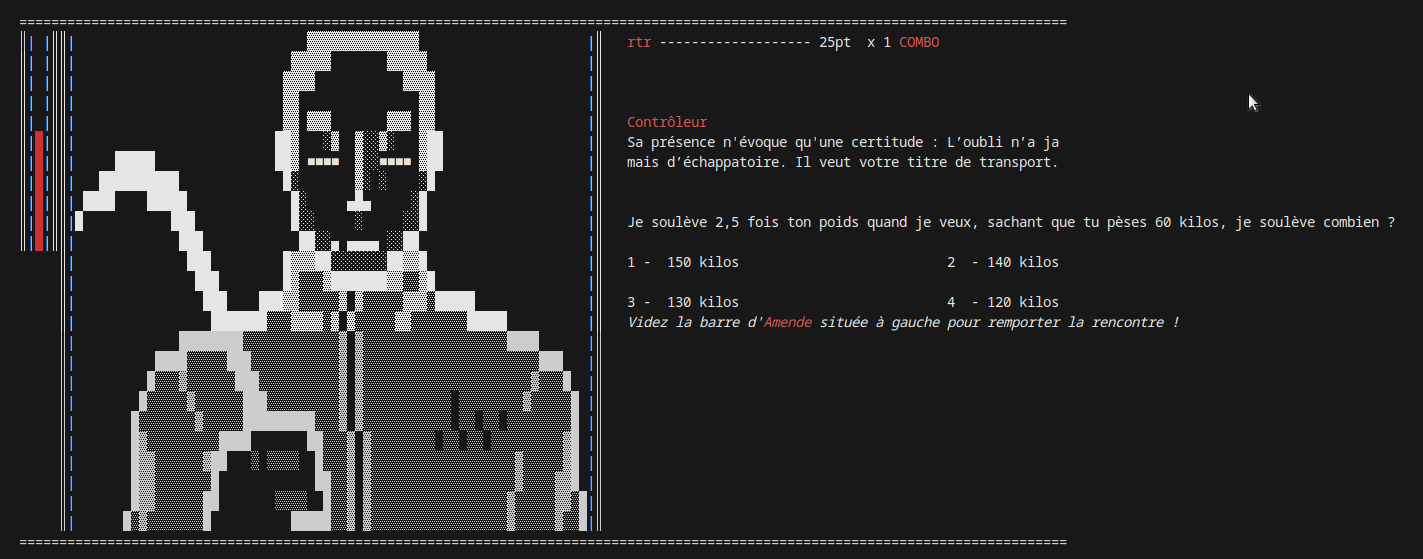 rtr ------------------- 25pt  x 1 COMBO
Contrôleur
Sa présence n'évoque qu'une certitude : L’oubli n’a ja
mais d’échappatoire. Il veut votre titre de transport.
Je soulève 2,5 fois ton poids quand je veux, sachant que tu pèses 60 kilos, je soulève combien ?
1 -  150 kilos                          2  - 140 kilos
3 -  130 kilos                          4  - 120 kilos
Videz la barre d'Amende située à gauche pour remporter la rencontre !